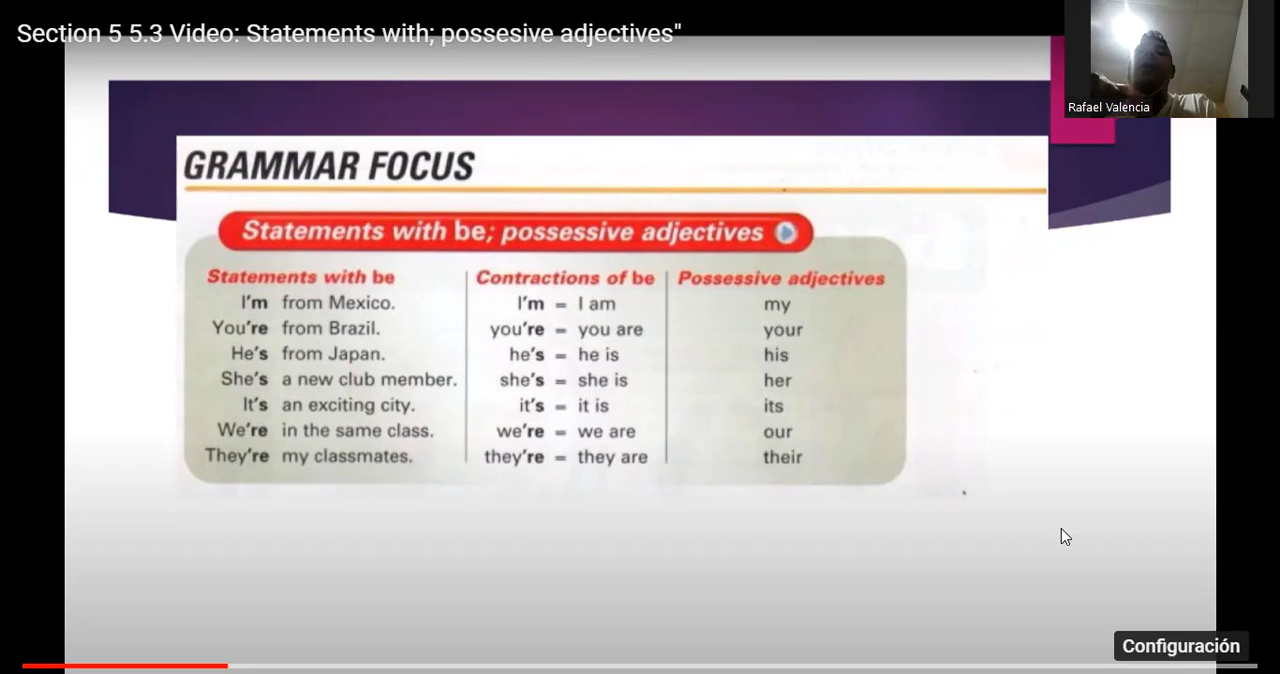 Section 5 5.3 Video: Statements with; possesive adjectives"
Rafael Valencia
GRAMMAR FOCUS
Statements with be; possessive adjectives
Statements with be Contractions of be Possessive adjectives
I'm from Mexico. I'm = I am my
You're from Brazil. you're = you are your
He's from Japan. he's = he is his
She's a new club member. she's = she is her
It's an exciting city. it's = it is its
We're in the same class. we're = we are our
They're my classmates. they're = they are their
Configuración